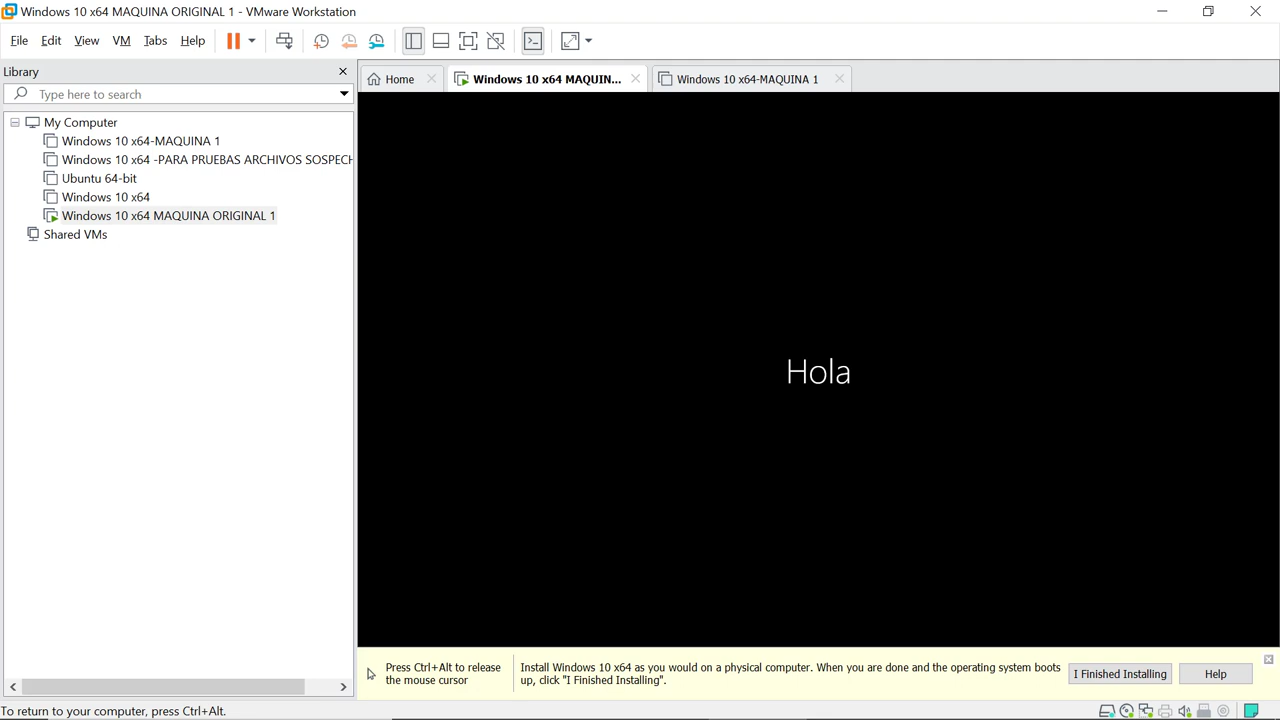 Windows 10 x64 MAQUINA ORIGINAL 1 - VMware Workstation
File Edit View VM Tabs Help
Library
Type here to search
My Computer
Windows 10 x64-MAQUINA 1
Windows 10 x64 -PARA PRUEBAS ARCHIVOS SOSPECH
Ubuntu 64-bit
Windows 10 x64
Windows 10 x64 MAQUINA ORIGINAL 1
Shared VMs
Home
Windows 10 x64 MAQUIN...
Windows 10 x64-MAQUINA 1
Hola
Press Ctrl+Alt to release
the mouse cursor
Install Windows 10 x64 as you would on a physical computer. When you are done and the operating system boots
up, click "I Finished Installing".
I Finished Installing
Help
To return to your computer, press Ctrl+Alt.